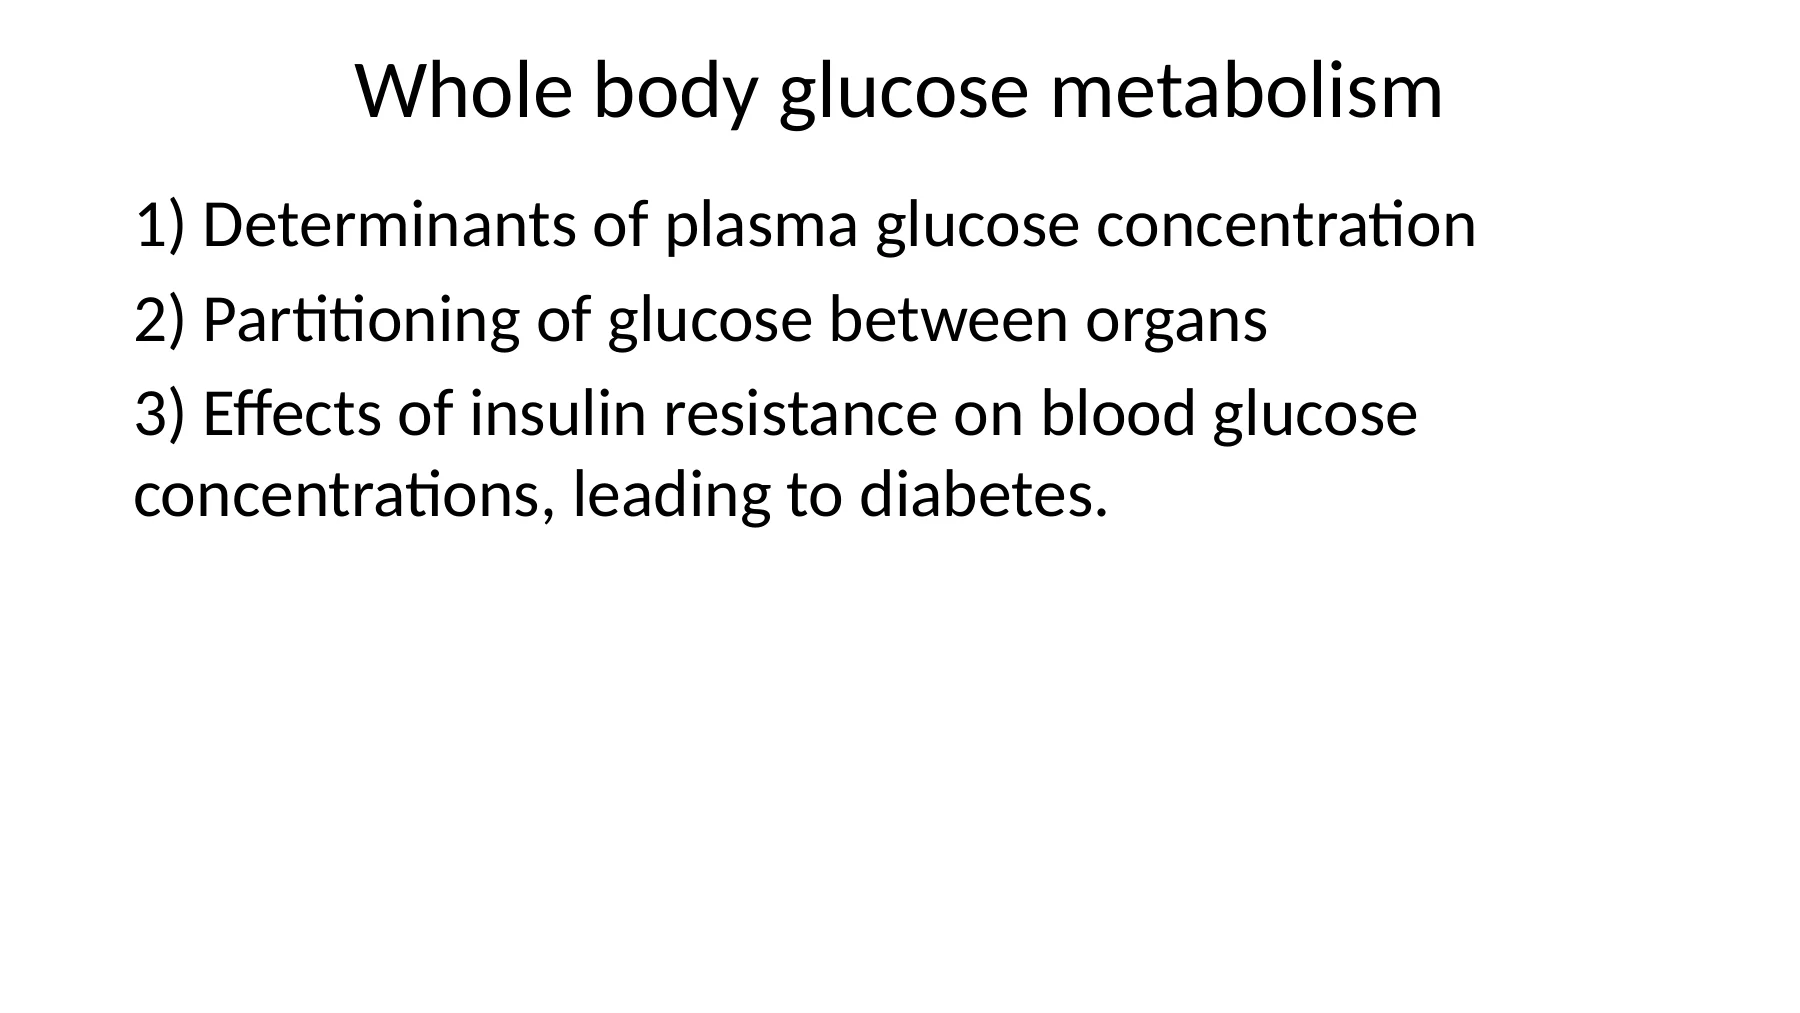 Whole body glucose metabolism
1) Determinants of plasma glucose concentration
2) Partitioning of glucose between organs
3) Effects of insulin resistance on blood glucose
concentrations, leading to diabetes.